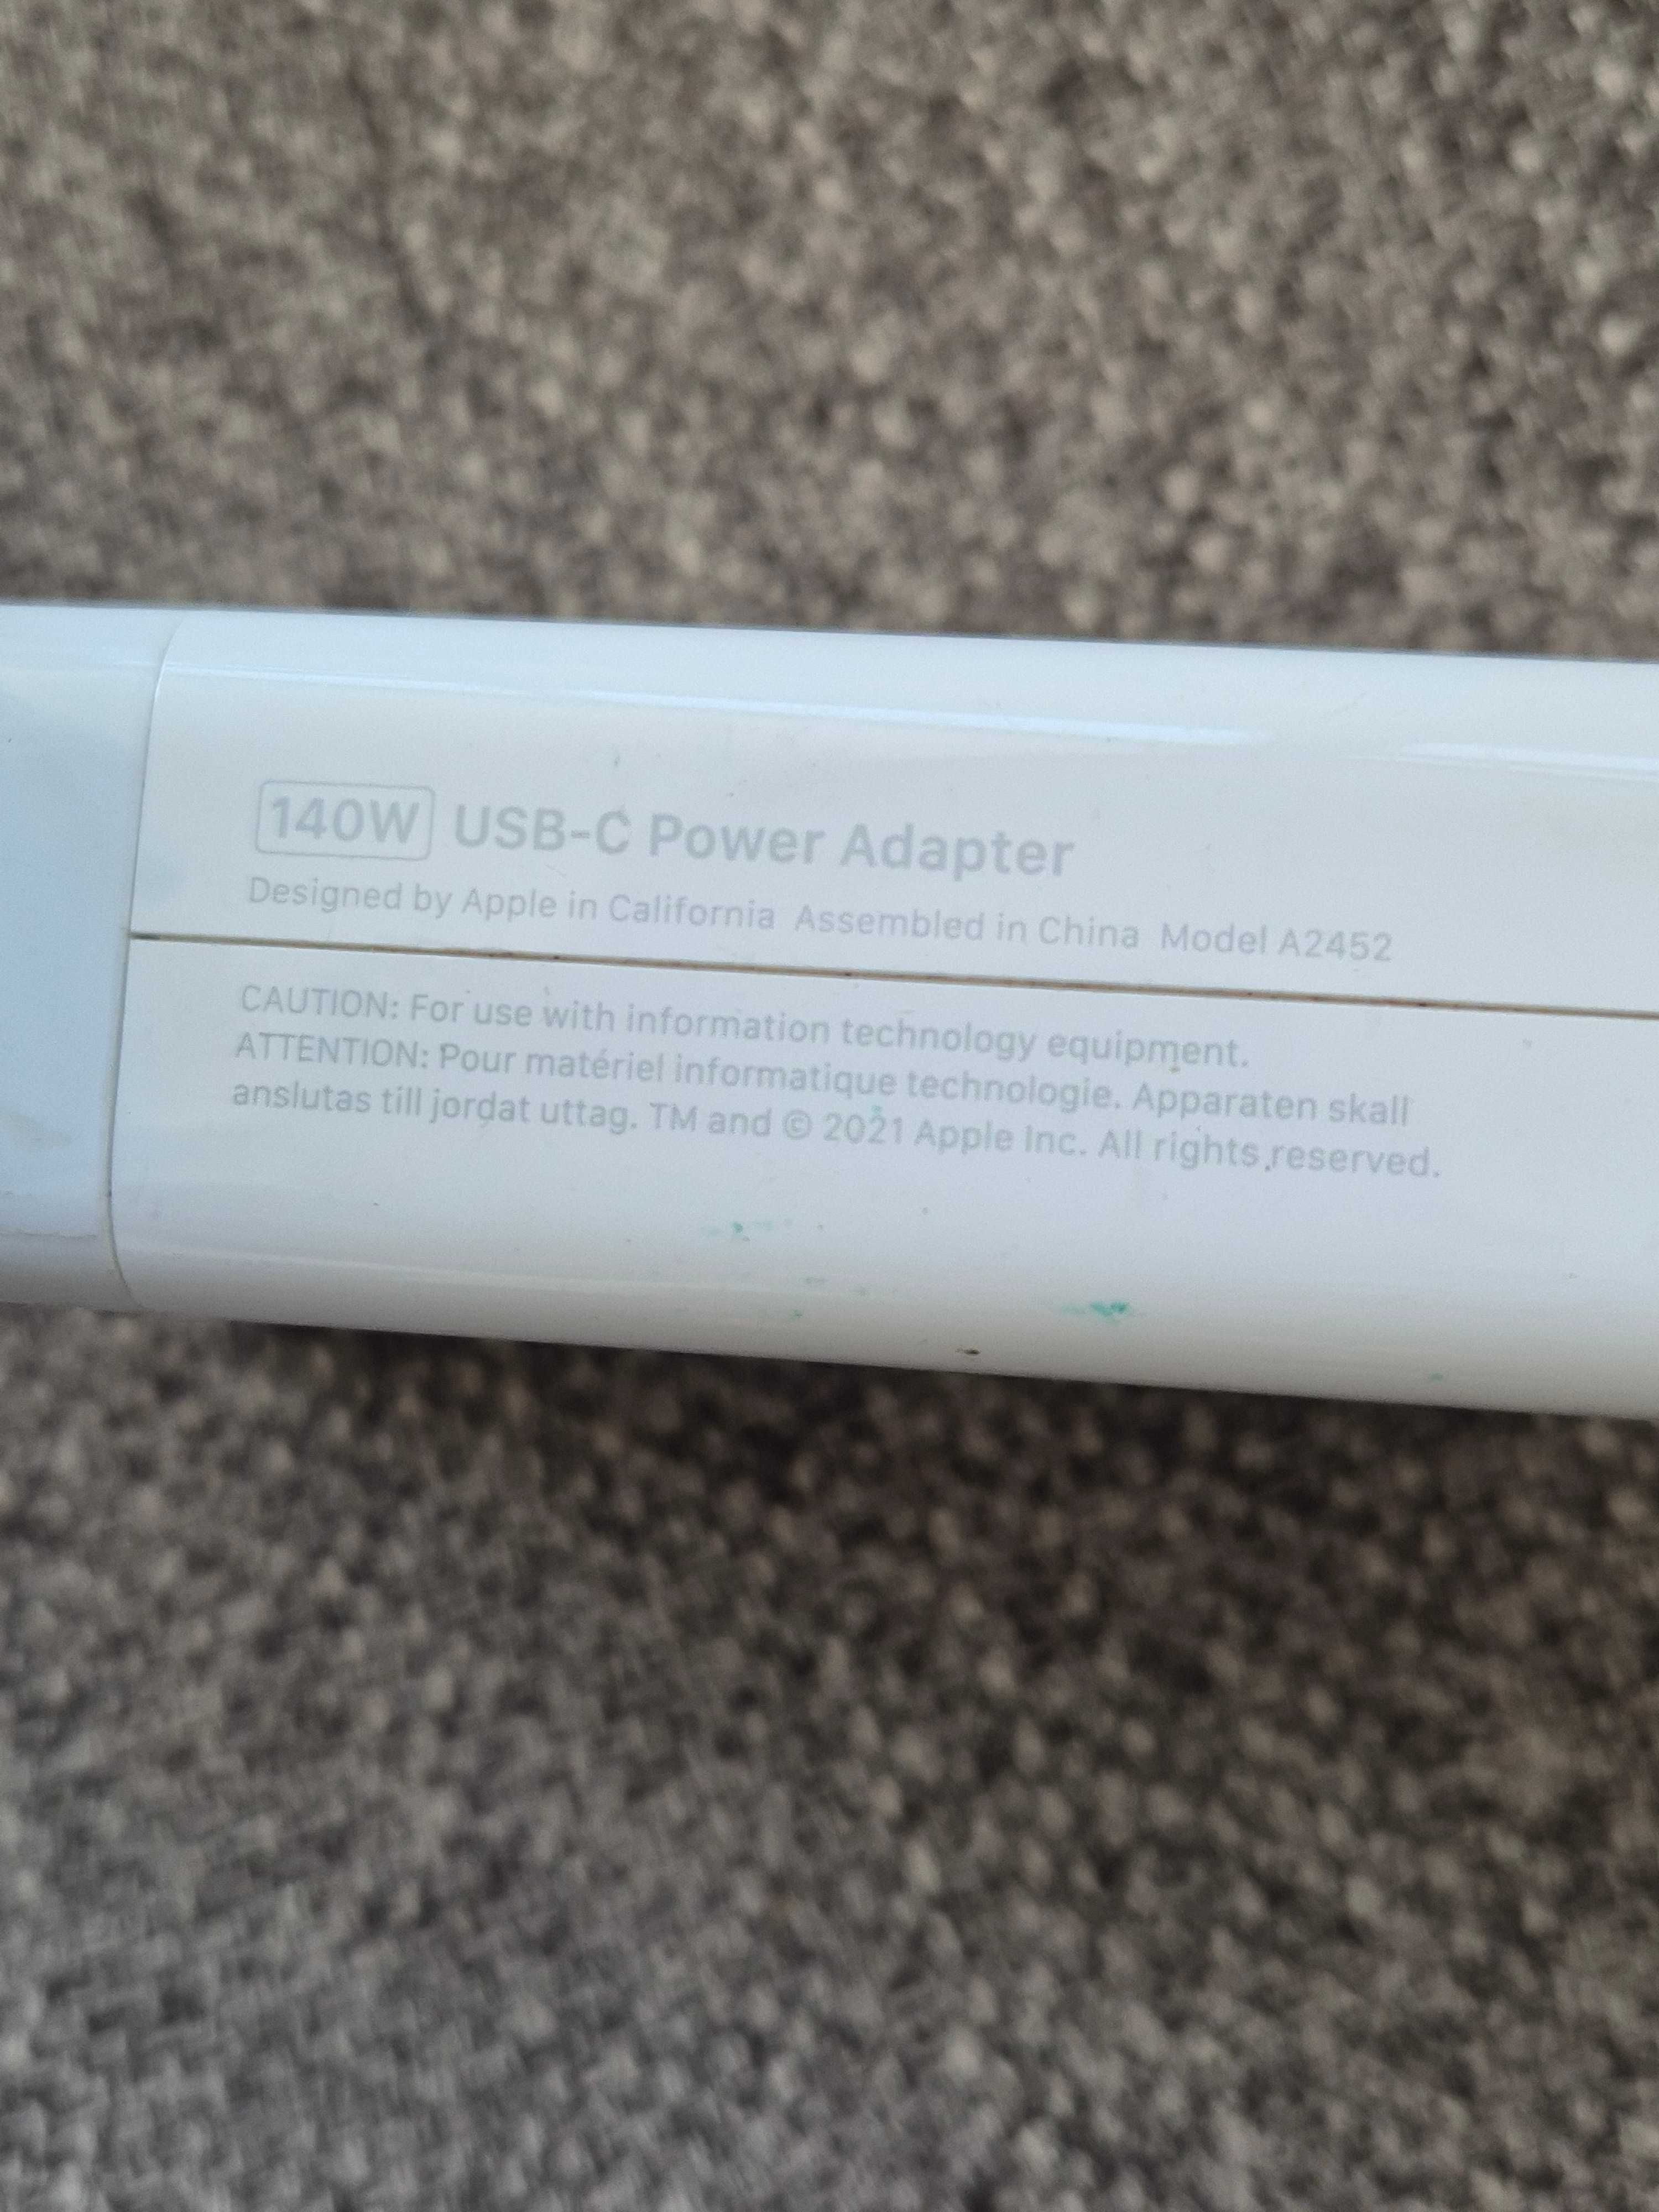 140W USB-C Power Adapter
Designed by Apple in California Assembled in China Model A2452
CAUTION: For use with information technology equipment.
ATTENTION: Pour matériel informatique technologie. Apparaten skall
anslutas till jordat uttag. TM and © 2021 Apple Inc. All rights reserved.